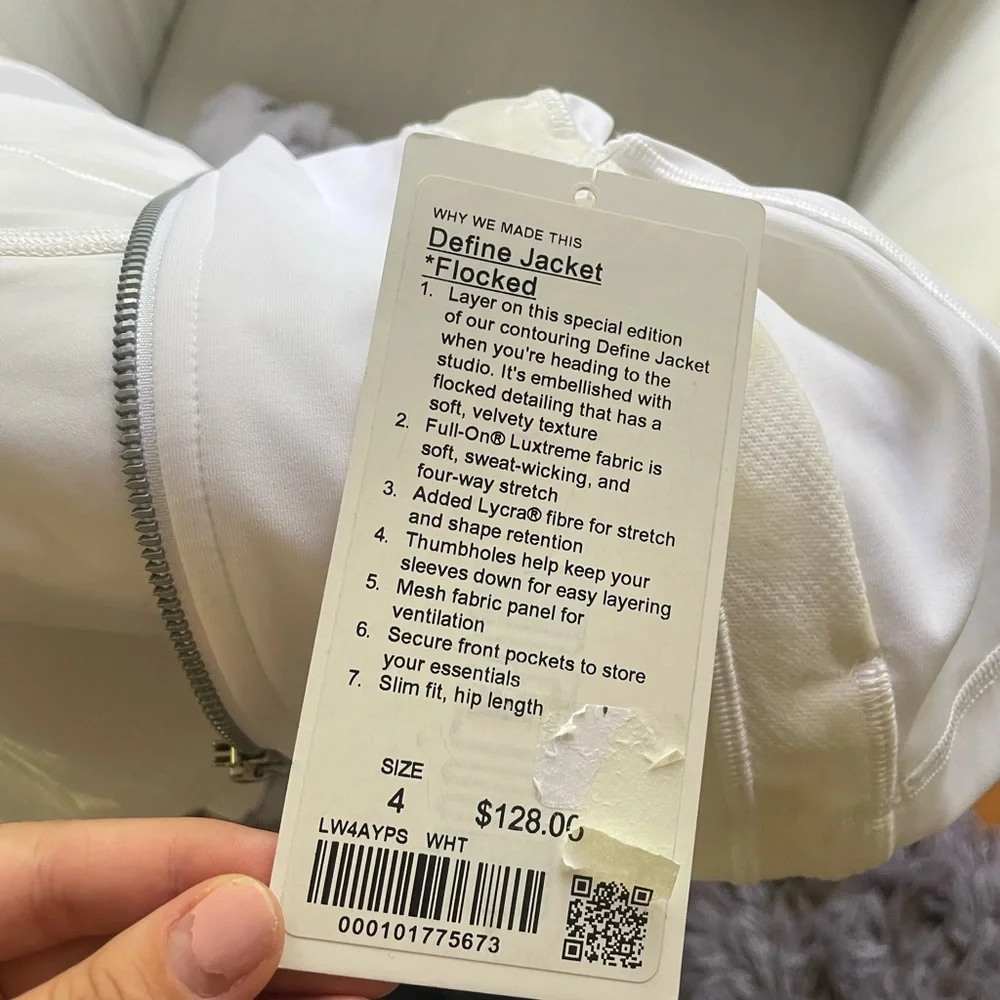 WHY WE MADE THIS
Define Jacket
*Flocked
1. Layer on this special edition
of our contouring Define Jacket
when you're heading to the
studio. It's embellished with
flocked detailing that has a
soft, velvety texture
2. Full-On® Luxtreme fabric is
soft, sweat-wicking, and
four-way stretch
3. Added Lycra® fibre for stretch
and shape retention
4. Thumbholes help keep your
sleeves down for easy layering
5. Mesh fabric panel for
ventilation
6. Secure front pockets to store
your essentials
7. Slim fit, hip length
SIZE
4 $128.00
LW4AYPS WHT
000101775673